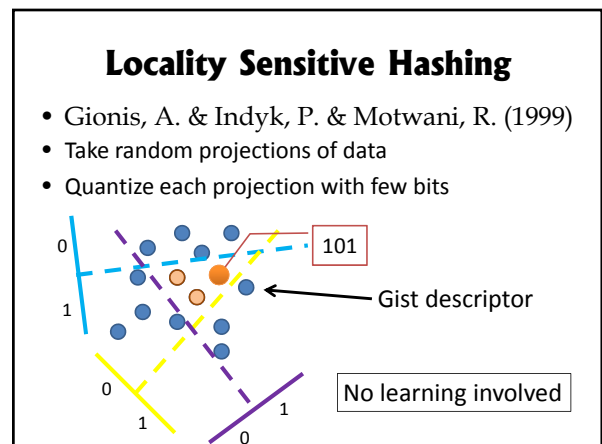 Locality Sensitive Hashing
• Gionis, A. & Indyk, P. & Motwani, R. (1999)
• Take random projections of data
• Quantize each projection with few bits
0
101
1
Gist descriptor
0
1
No learning involved
1
0